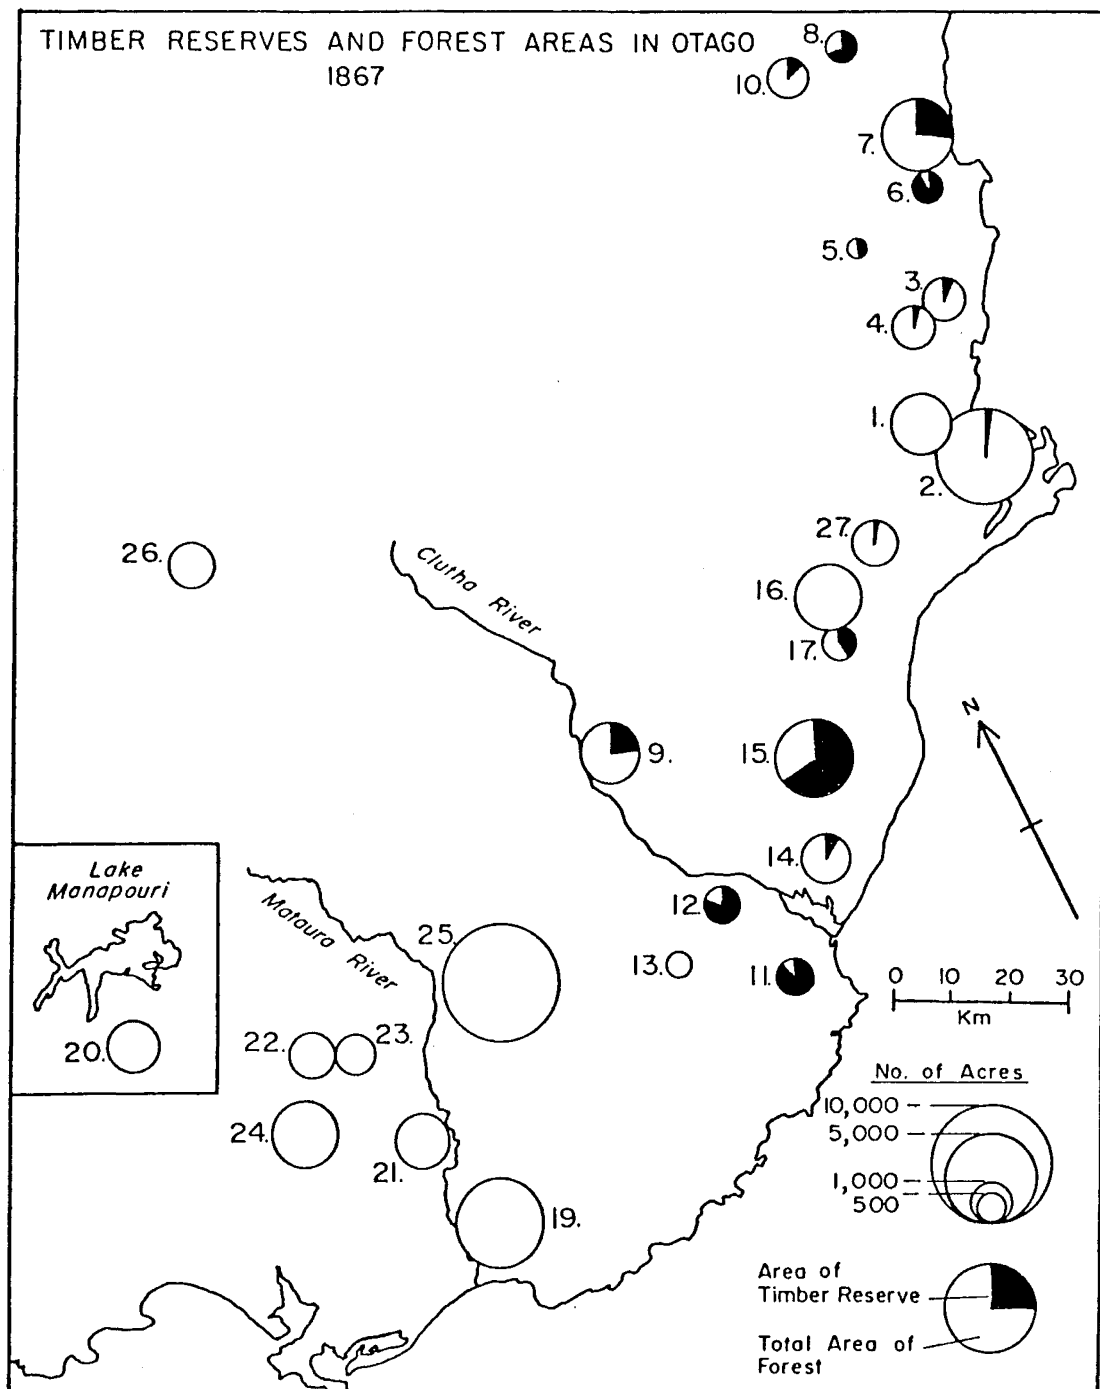 TIMBER RESERVES AND FOREST AREAS IN OTAGO
1867
8.
10.
7.
6.
5.
3.
4.
1.
2.
27.
26.
Clutha River
16.
17.
N
9.
15.
14.
Lake
Manapouri
12.
Mataura River
25.
13.
11.
0 10 20 30
Km
20.
22.
23.
No. of Acres
10,000
5,000
1,000
500
24.
21.
19.
Area of
Timber Reserve
Total Area of
Forest